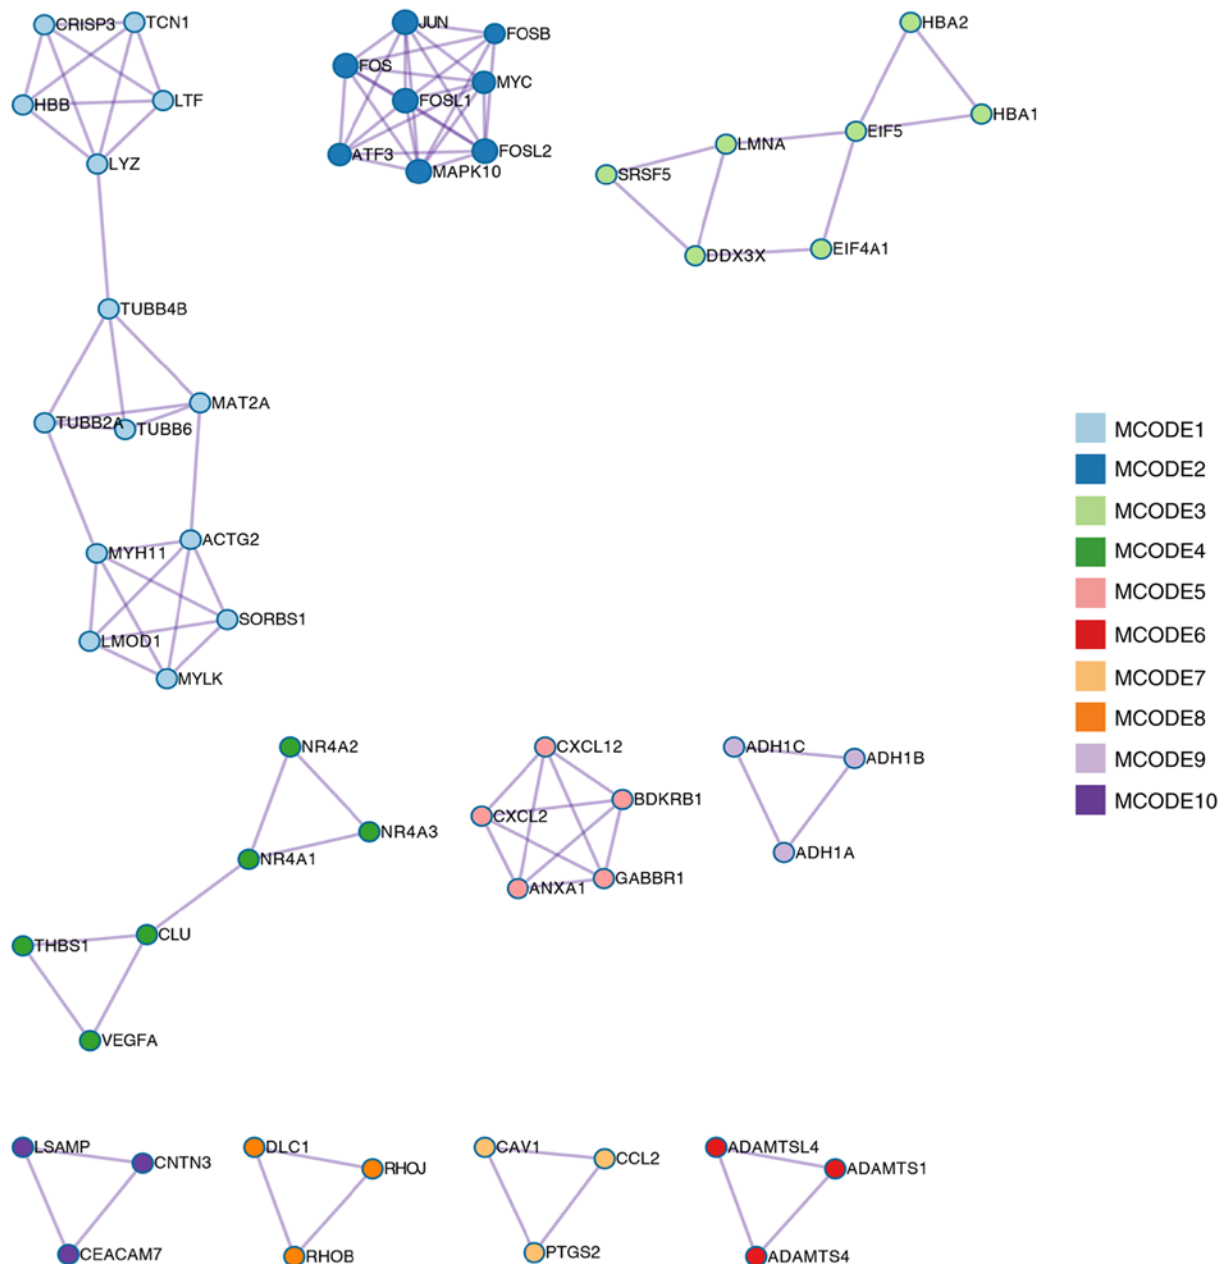 CRISP3
TCN1
HBB
LTF
LYZ
TUBB4B
MAT2A
TUBB2A
TUBB6
MYH11
ACTG2
SORBS1
LMOD1
MYLK
JUN
FOSB
FOS
MYC
FOSL1
ATF3
FOSL2
MAPK10
HBA2
HBA1
EIF5
LMNA
SRSF5
DDX3X
EIF4A1
MCODE1
MCODE2
MCODE3
MCODE4
MCODE5
MCODE6
MCODE7
MCODE8
MCODE9
MCODE10
NR4A2
NR4A3
NR4A1
CLU
THBS1
VEGFA
CXCL12
BDKRB1
CXCL2
GABBR1
ANXA1
ADH1C
ADH1B
ADH1A
LSAMP
CNTN3
CEACAM7
DLC1
RHOJ
RHOB
CAV1
CCL2
PTGS2
ADAMTSL4
ADAMTS1
ADAMTS4